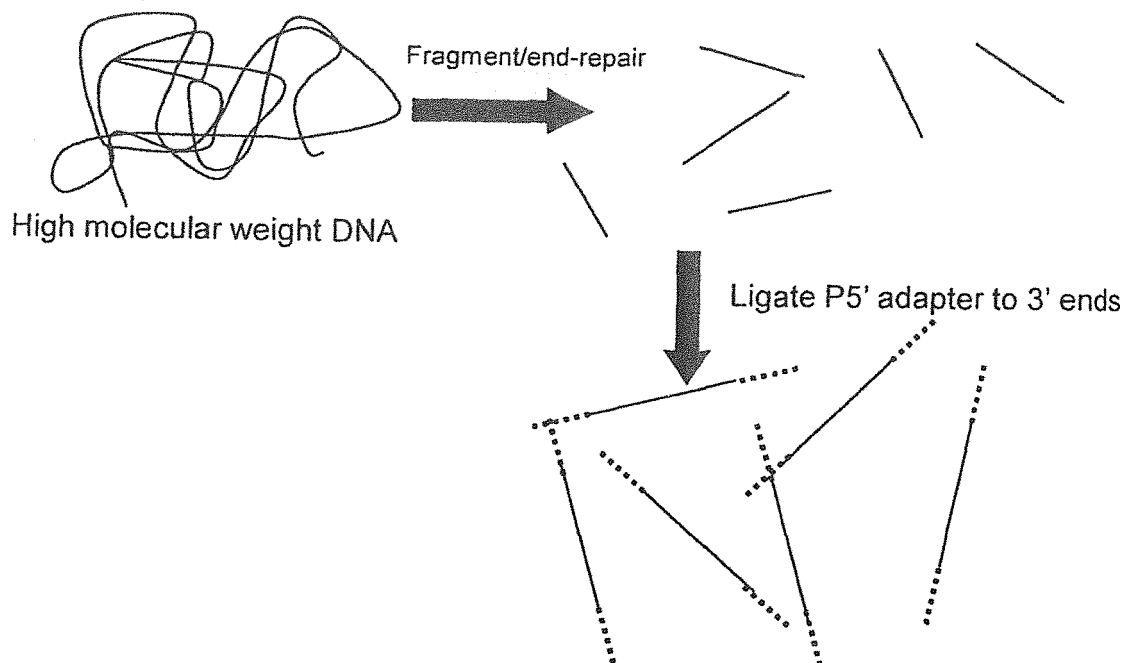 Fragment/end-repair
High molecular weight DNA
Ligate P5' adapter to 3' ends